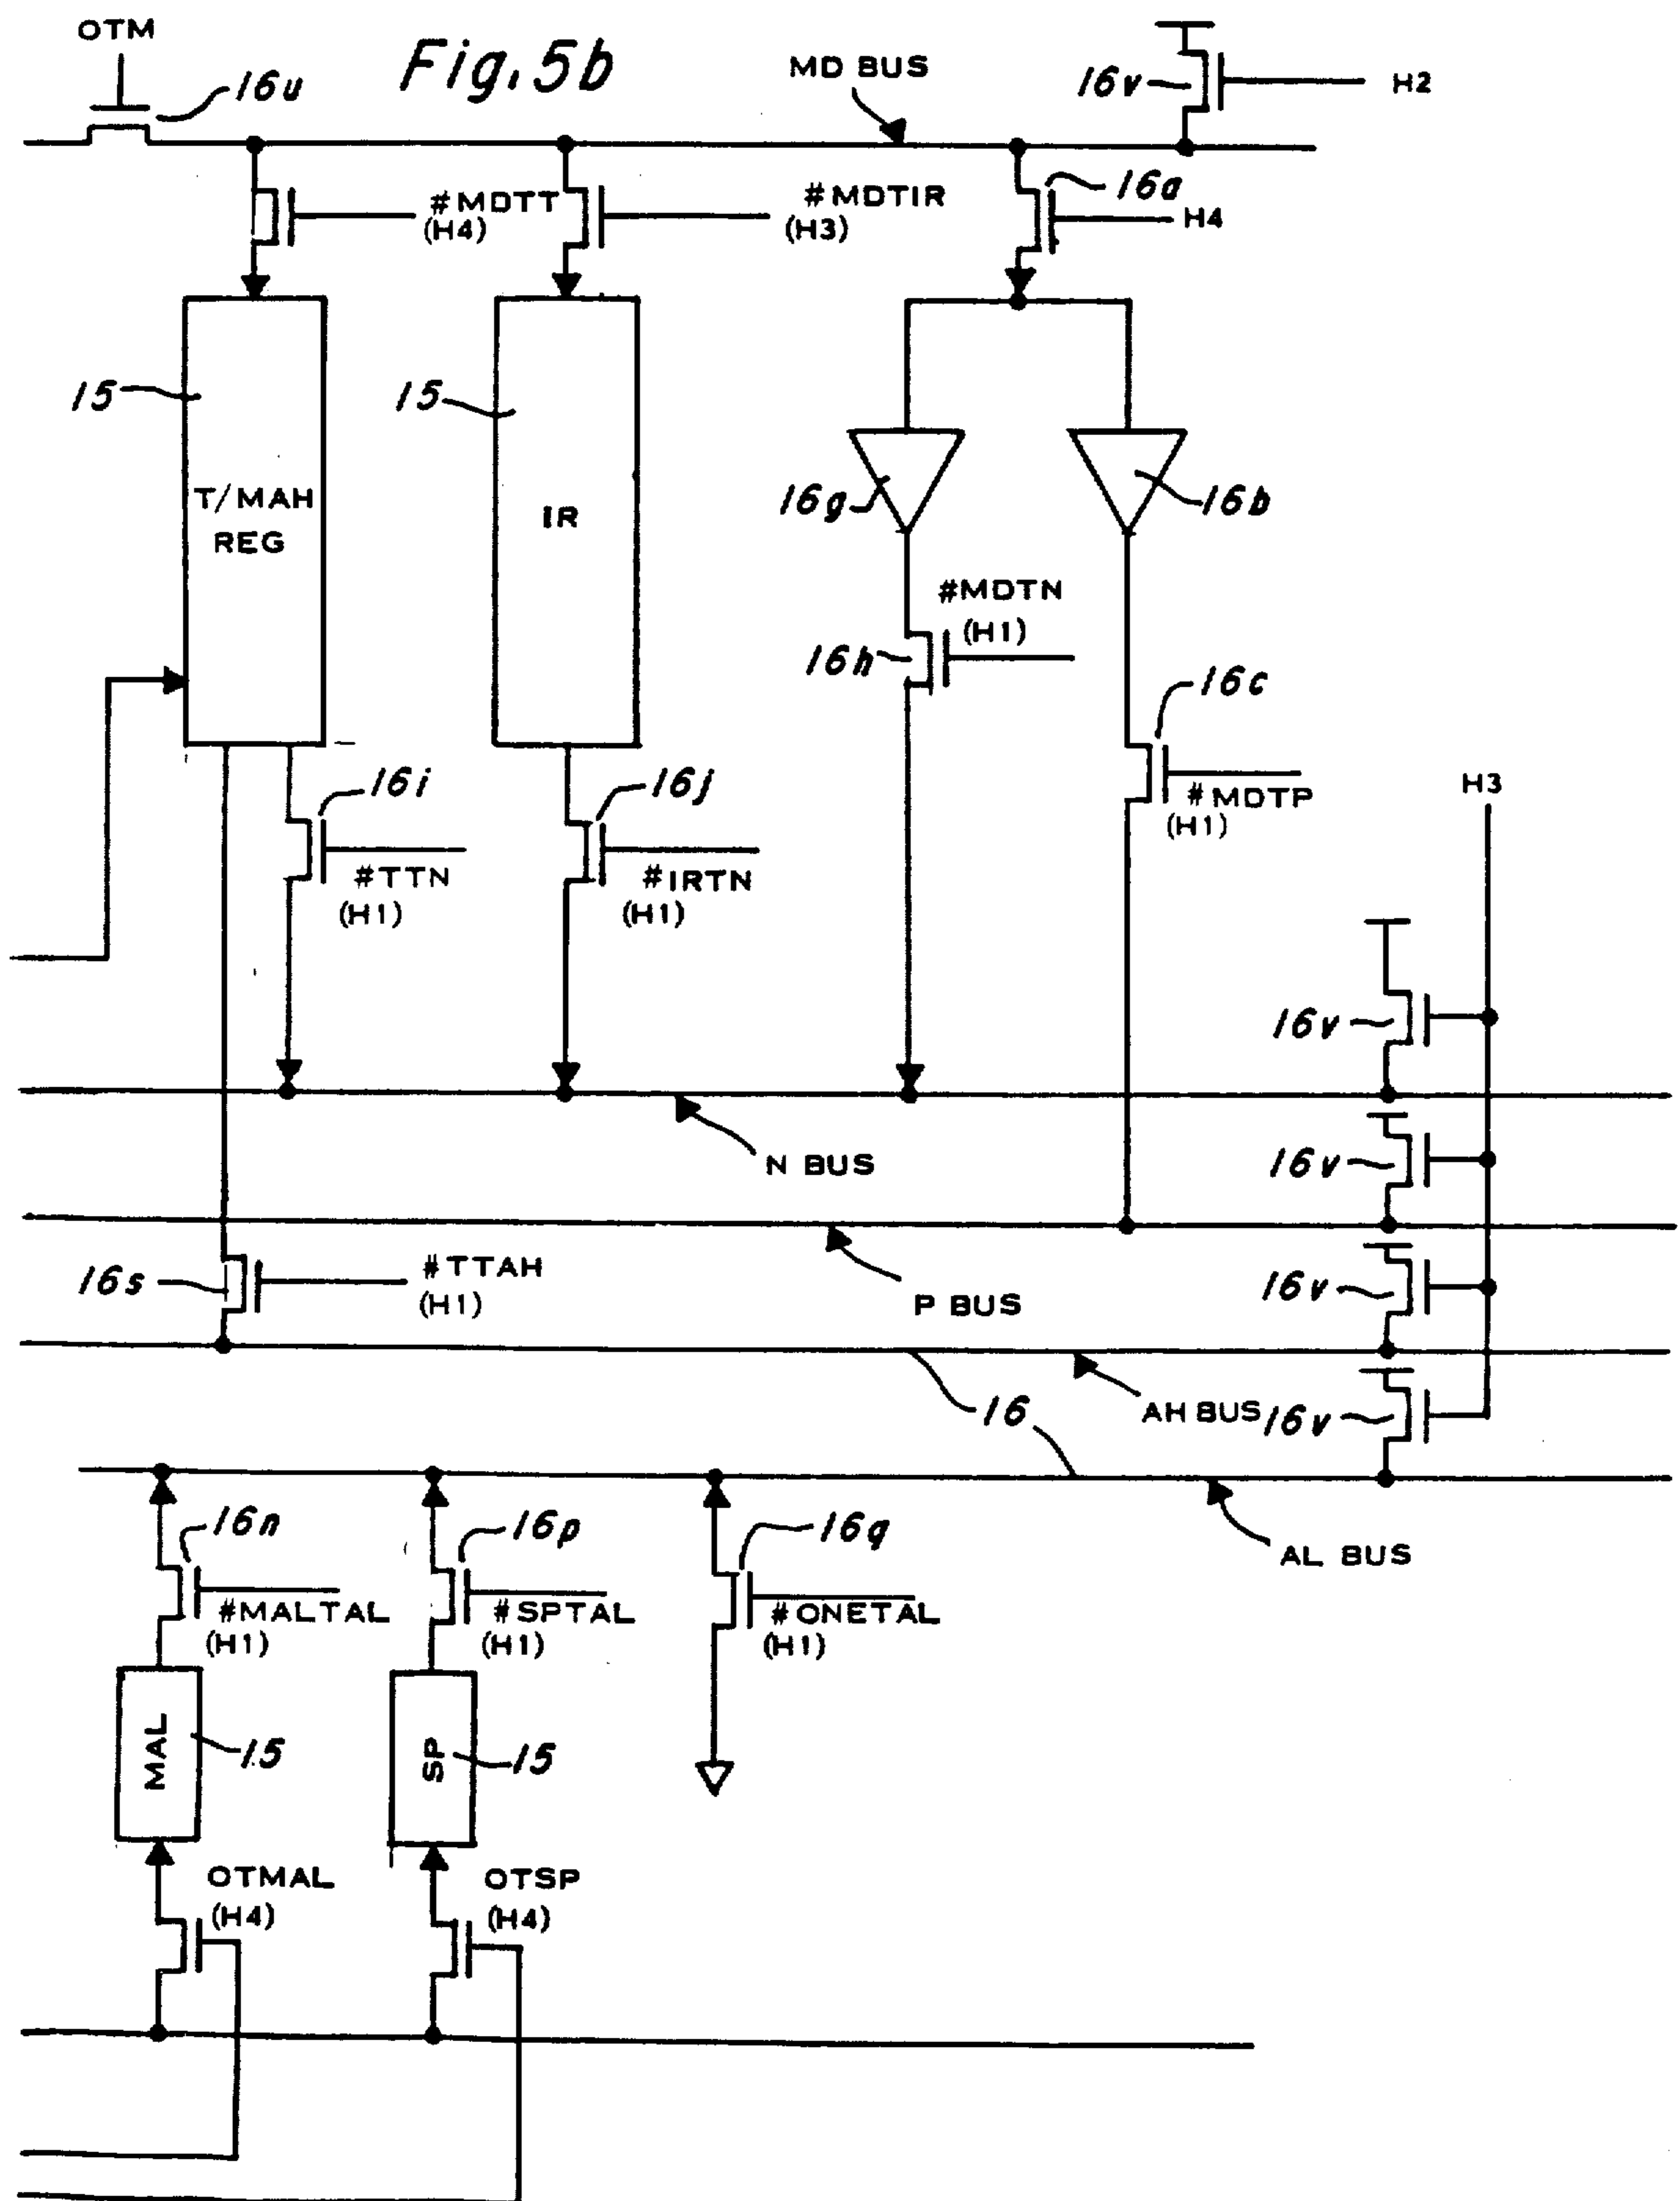 OTM
Fig. 5b
16u
MD BUS
16v
H2
#MDTT
(H4)
#MDTIR
(H3)
16a
H4
15
15
T/MAH
REG
IR
16g
16b
#MDTN
(H1)
16h
16c
#MDTP
(H1)
H3
16i
16j
#TTN
(H1)
#IRTN
(H1)
16v
N BUS
16v
16s
#TTAH
(H1)
P BUS
16v
16
AH BUS
16v
16n
16p
16q
AL BUS
#MALTAL
(H1)
#SPTAL
(H1)
#ONETAL
(H1)
MAL
15
SP
15
OTMAL
(H4)
OTSP
(H4)